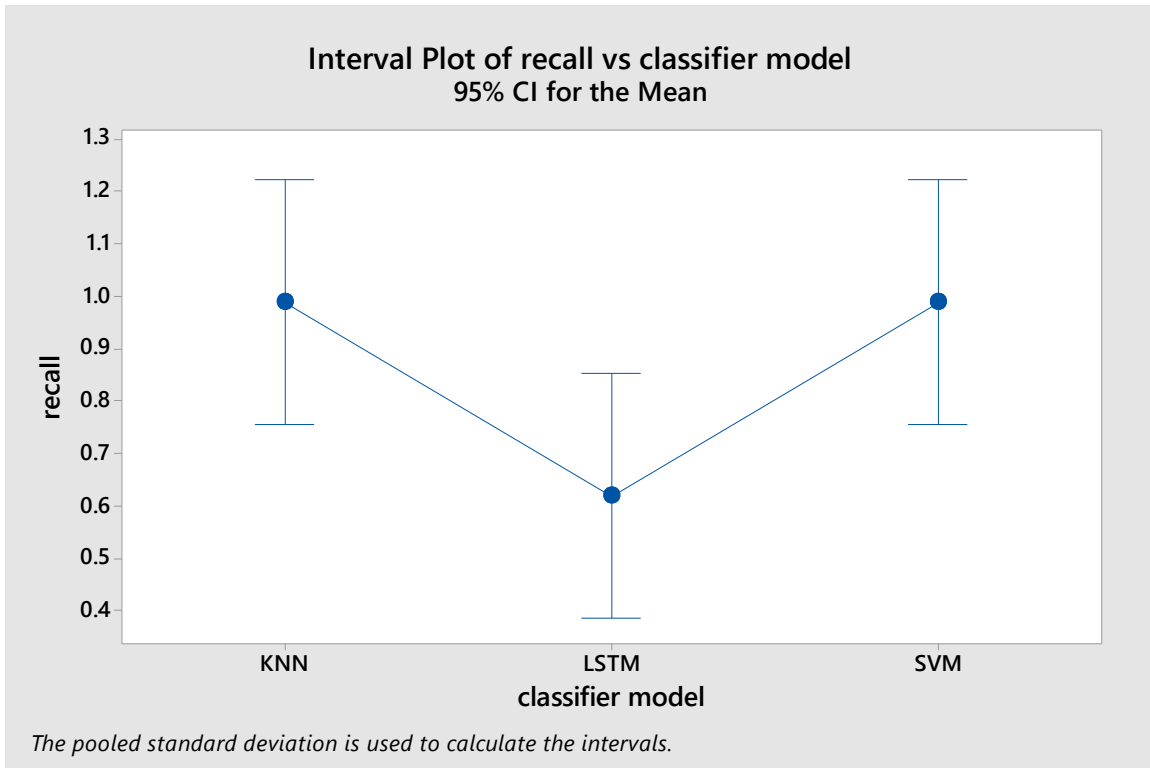 Interval Plot of recall vs classifier model
95% CI for the Mean
1.3
1.2
1.1
1.0
0.9
0.8
0.7
0.6
0.5
0.4
recall
KNN
LSTM
SVM
classifier model
The pooled standard deviation is used to calculate the intervals.